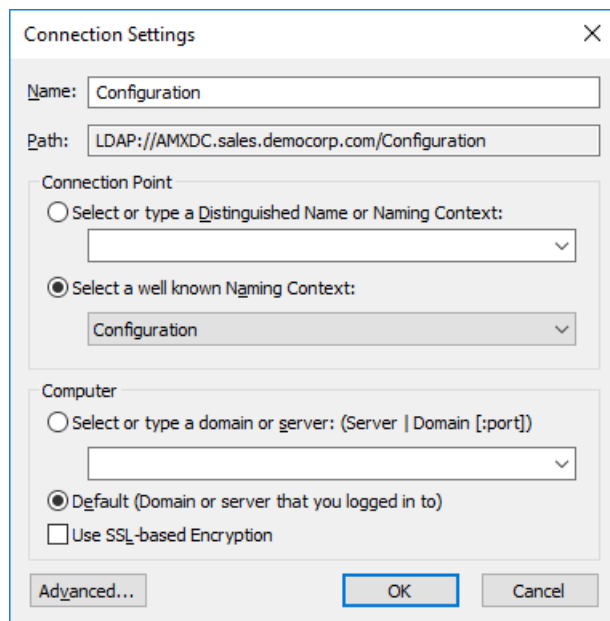 Connection Settings
Name: Configuration
Path: LDAP://AMXDC.sales.democorp.com/Configuration
Connection Point
Select or type a Distinguished Name or Naming Context:
Select a well known Naming Context:
Configuration
Computer
Select or type a domain or server: (Server | Domain [:port])
Default (Domain or server that you logged in to)
Use SSL-based Encryption
Advanced... OK Cancel